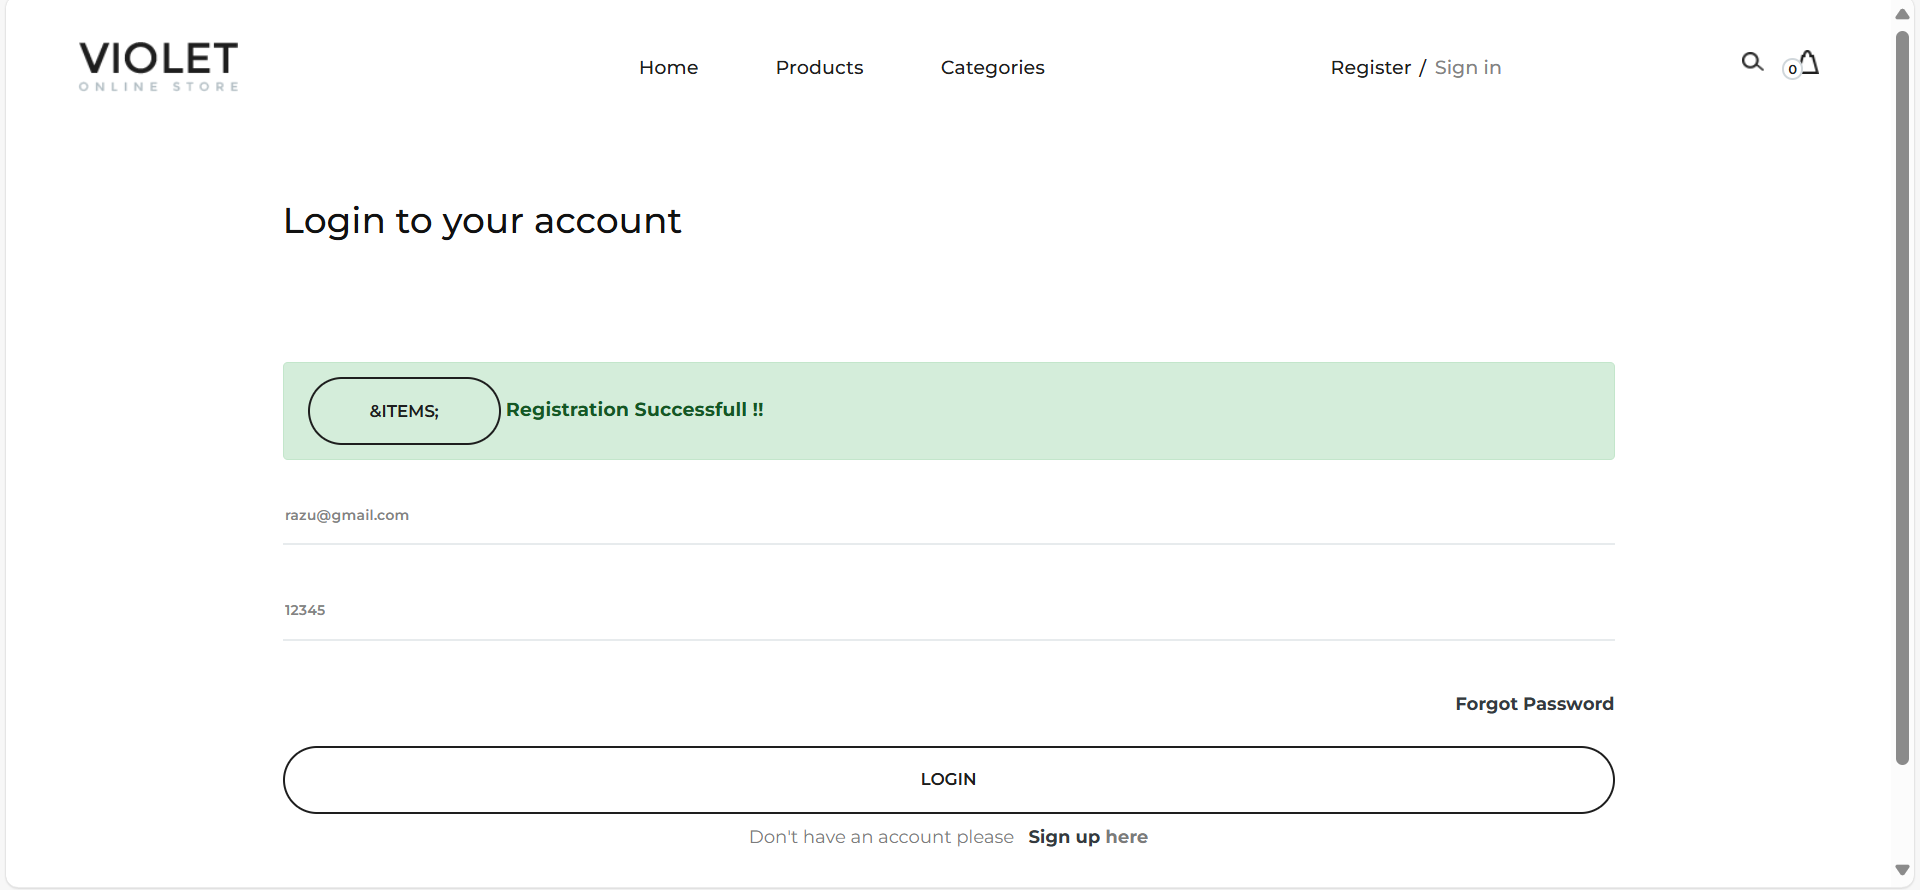 VIOLET
ONLINE STORE
Home
Products
Categories
Register / Sign in
0
Login to your account
&ITEMS;
Registration Successfull !!
razu@gmail.com
12345
Forgot Password
LOGIN
Don't have an account please Sign up here